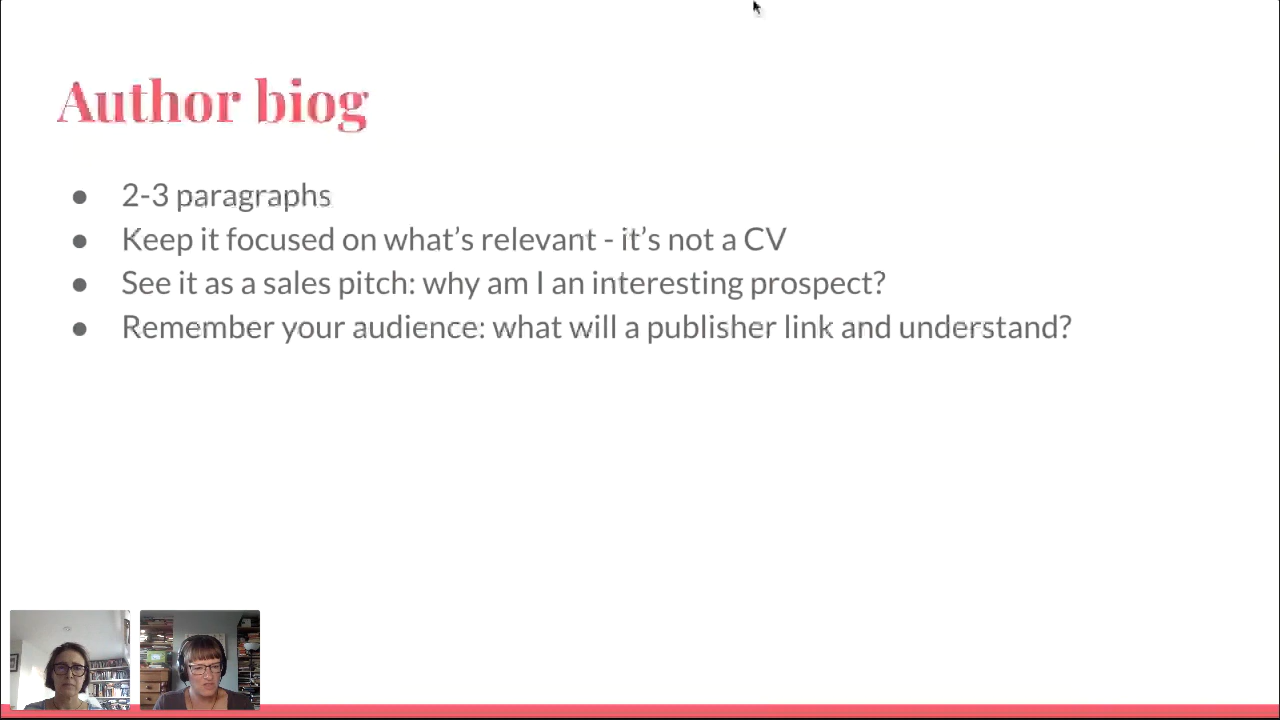 Author biog
● 2-3 paragraphs
● Keep it focused on what’s relevant - it’s not a CV
● See it as a sales pitch: why am I an interesting prospect?
● Remember your audience: what will a publisher link and understand?